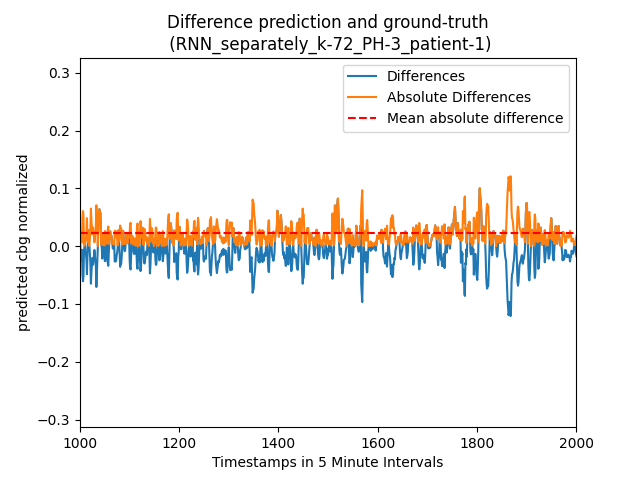 Difference prediction and ground-truth
(RNN_separately_k-72_PH-3_patient-1)
Differences
Absolute Differences
Mean absolute difference
predicted cbg normalized
0.3
0.2
0.1
0.0
−0.1
−0.2
−0.3
1000 1200 1400 1600 1800 2000
Timestamps in 5 Minute Intervals